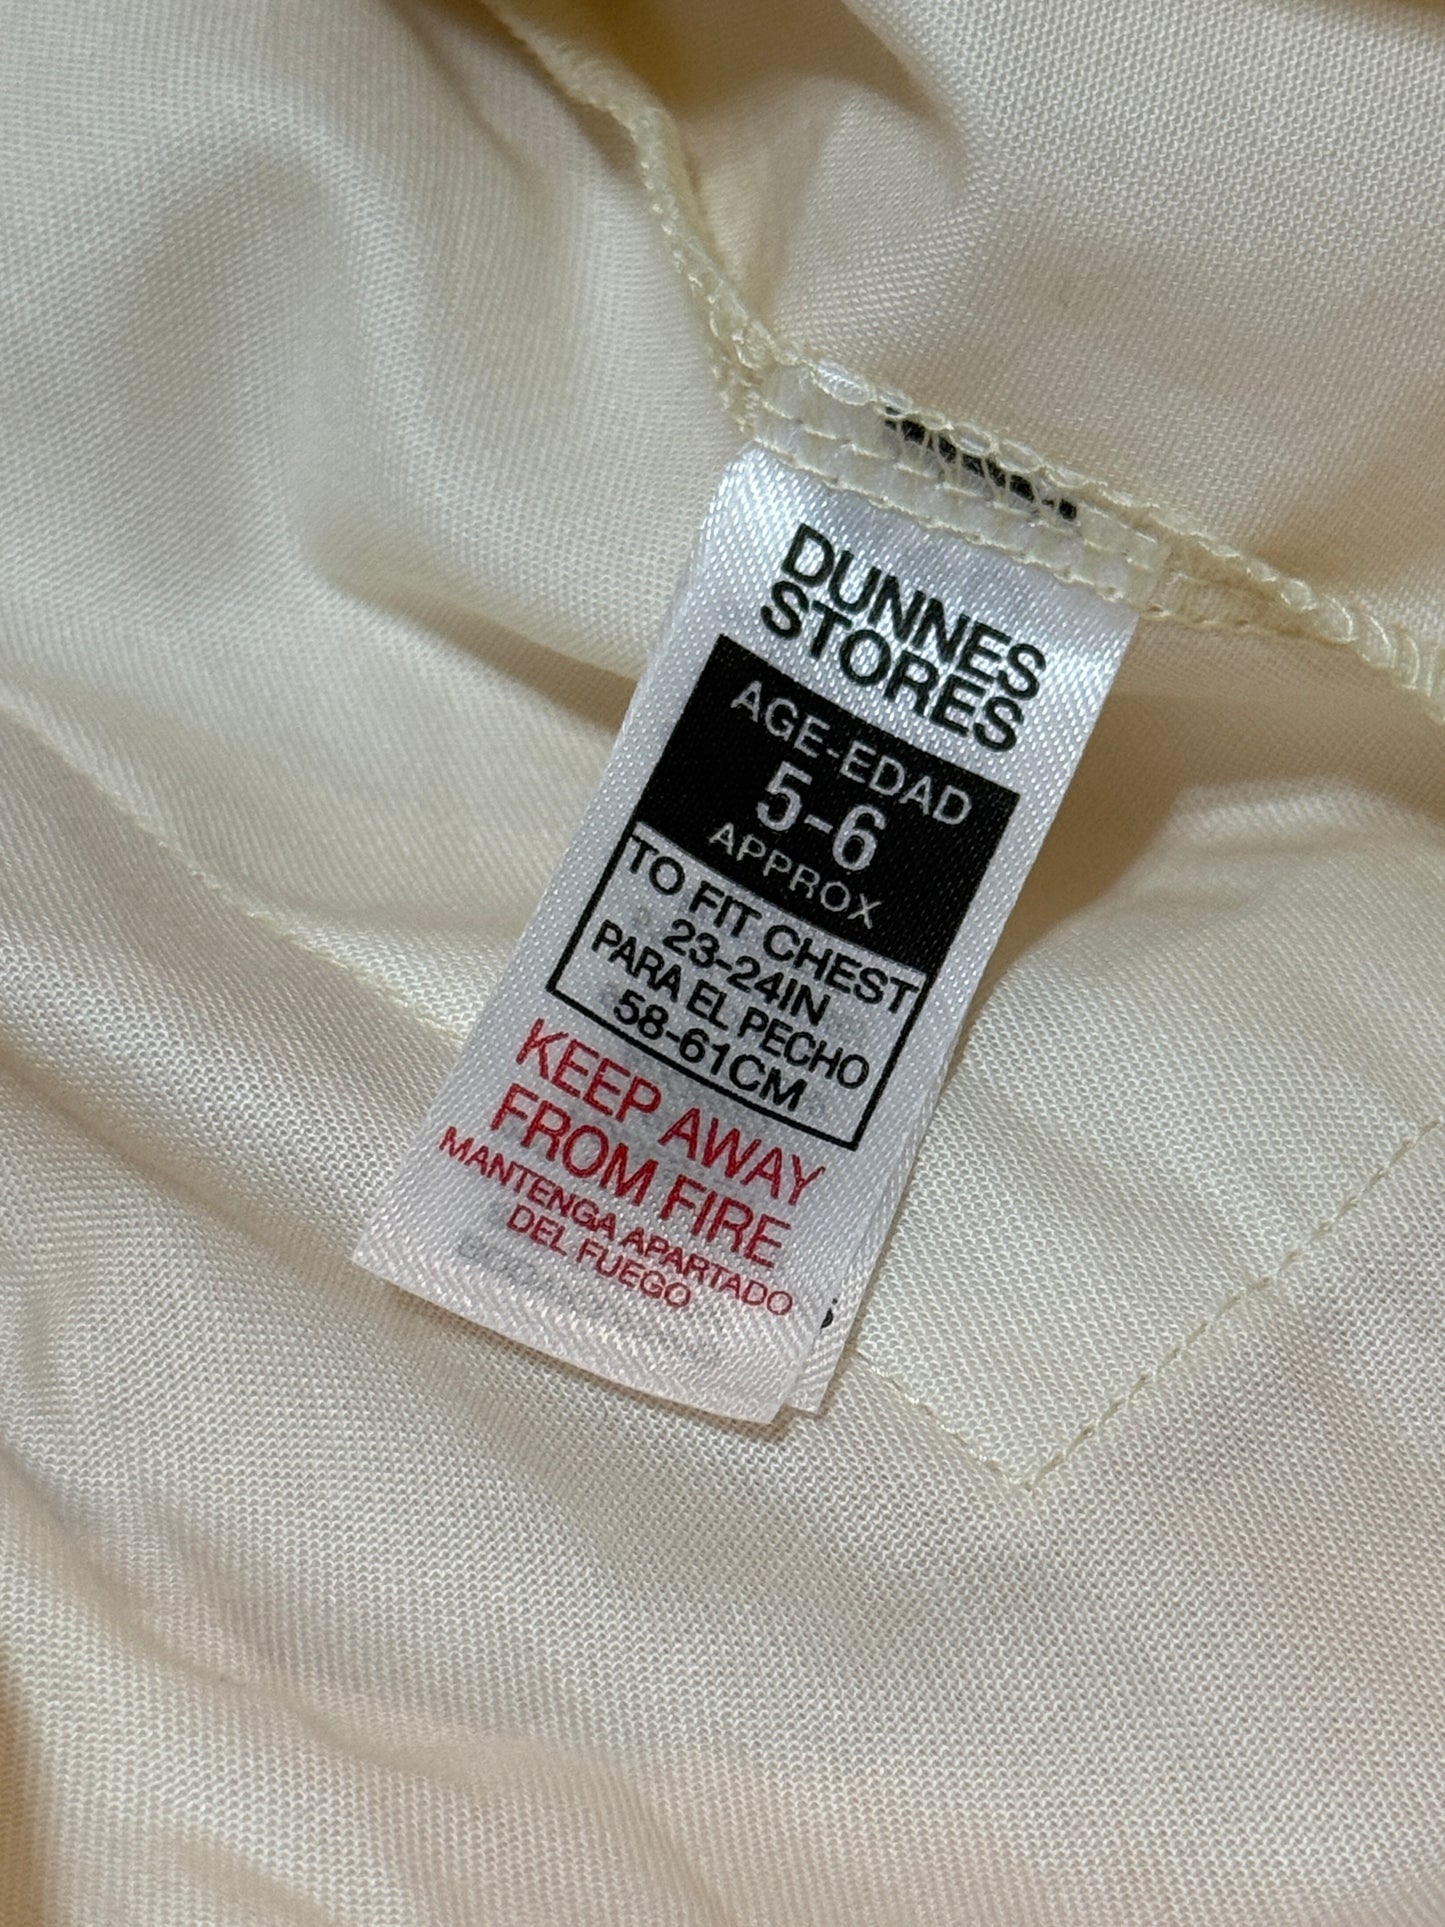 DUNNES
STORES
AGE-EDAD
5-6
APPROX
TO FIT CHEST
23-24IN
PARA EL PECHO
58-61CM
KEEP AWAY
FROM FIRE
MANTENGA APARTADO
DEL FUEGO